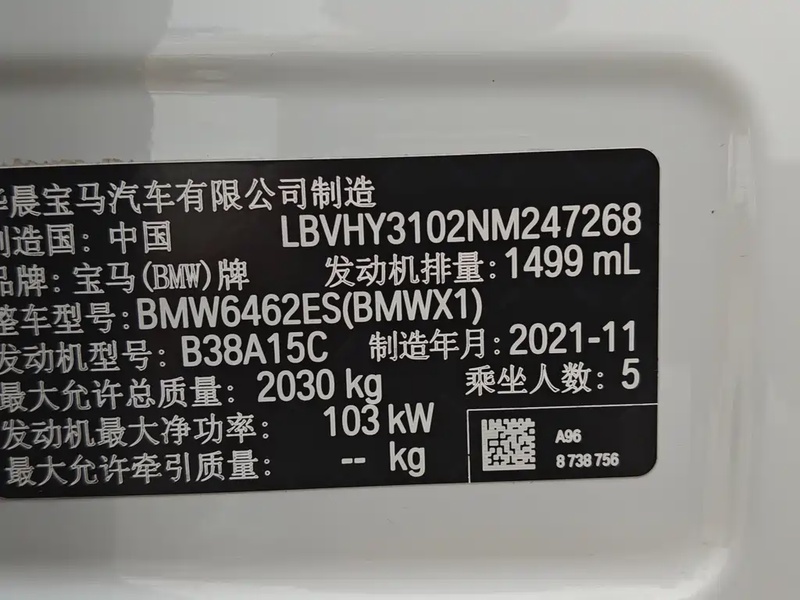 华晨宝马汽车有限公司制造
制造国: 中国 LBVHY3102NM247268
品牌: 宝马(BMW)牌 发动机排量: 1499 mL
整车型号: BMW6462ES(BMWX1)
发动机型号: B38A15C 制造年月: 2021-11
最大允许总质量: 2030 kg 乘坐人数: 5
发动机最大净功率: 103 kW
最大允许牵引质量: -- kg
A96
8 738 756